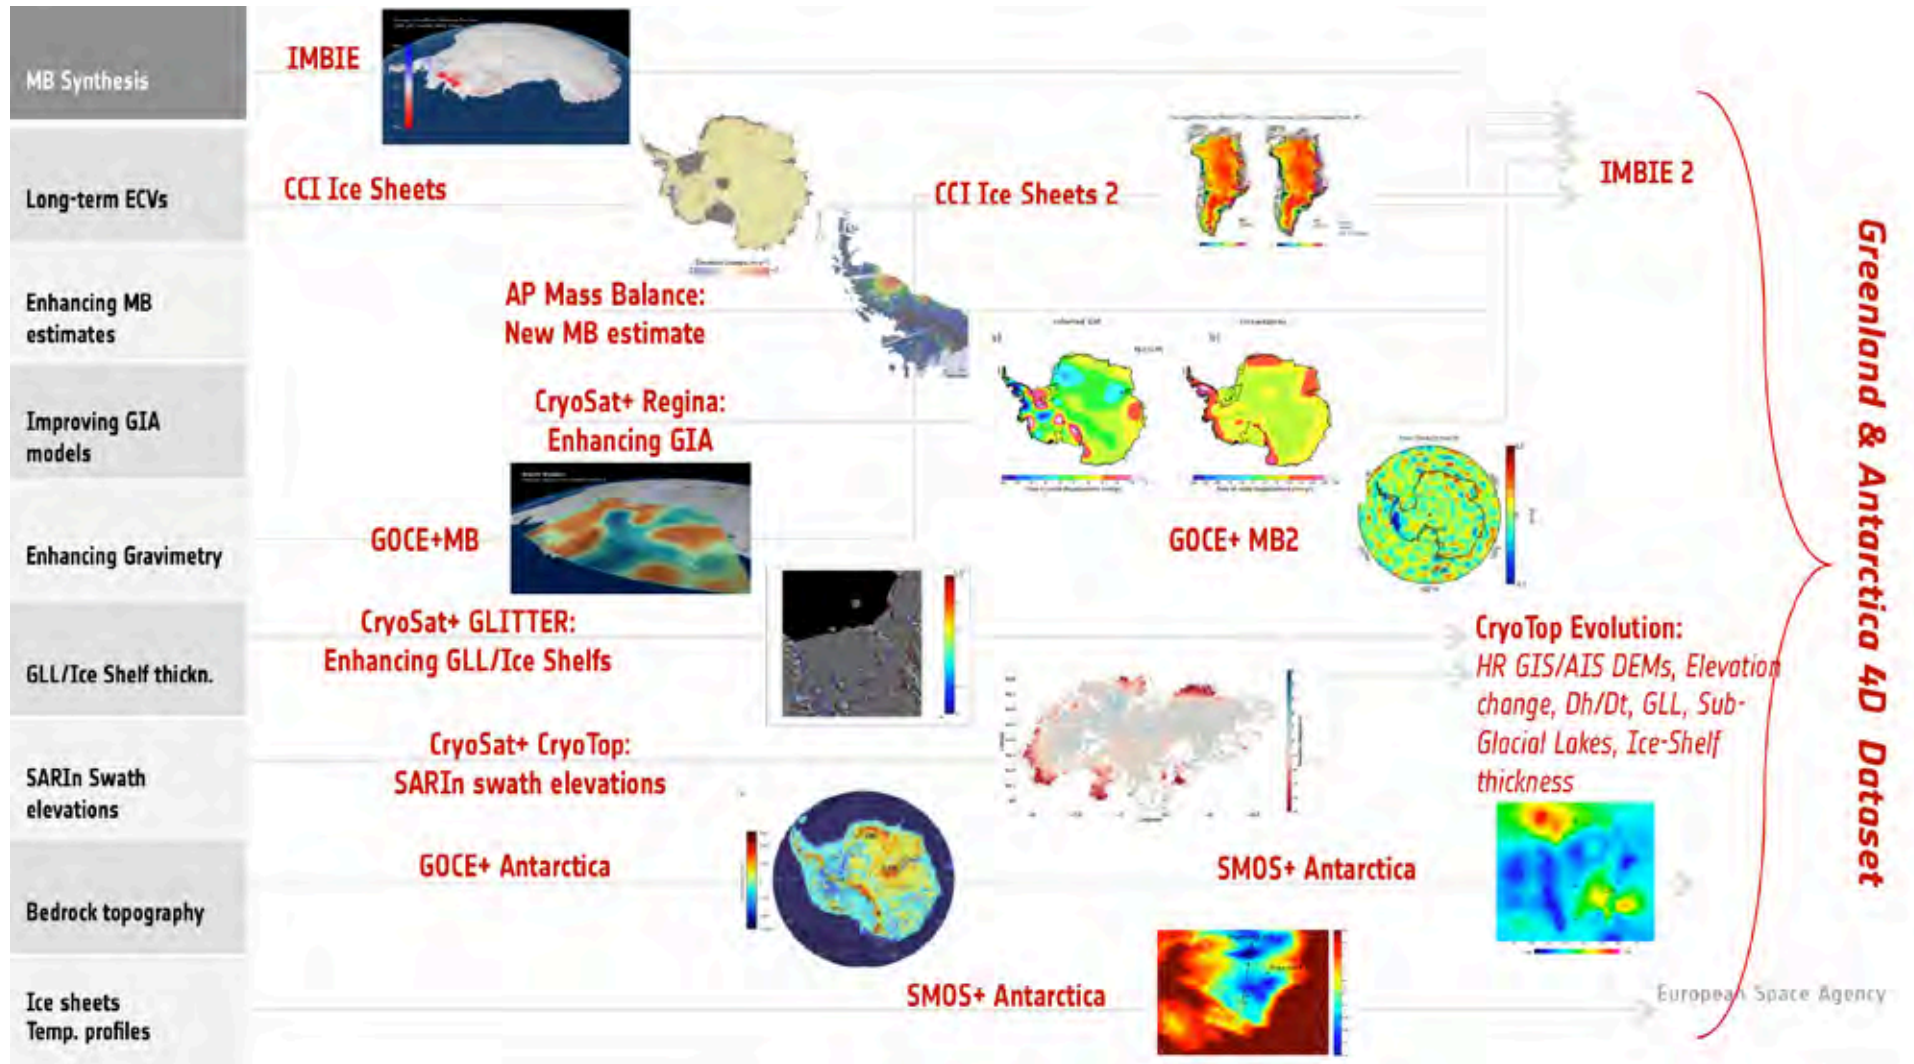 MB Synthesis
IMBIE
Long-term ECVs
CCI Ice Sheets
CCI Ice Sheets 2
IMBIE 2
Enhancing MB
estimates
AP Mass Balance:
New MB estimate
Improving GIA
models
CryoSat+ Regina:
Enhancing GIA
Enhancing Gravimetry
GOCE+MB
GOCE+ MB2
GLL/Ice Shelf thickn.
CryoSat+ GLITTER:
Enhancing GLL/Ice Shelfs
CryoTop Evolution:
HR GIS/AIS DEMs, Elevation
change, Dh/Dt, GLL, Sub-
Glacial Lakes, Ice-Shelf
thickness
SARIn Swath
elevations
CryoSat+ CryoTop:
SARIn swath elevations
Bedrock topography
GOCE+ Antarctica
SMOS+ Antarctica
Ice sheets
Temp. profiles
SMOS+ Antarctica
European Space Agency
Greenland & Antarctica 4D Dataset